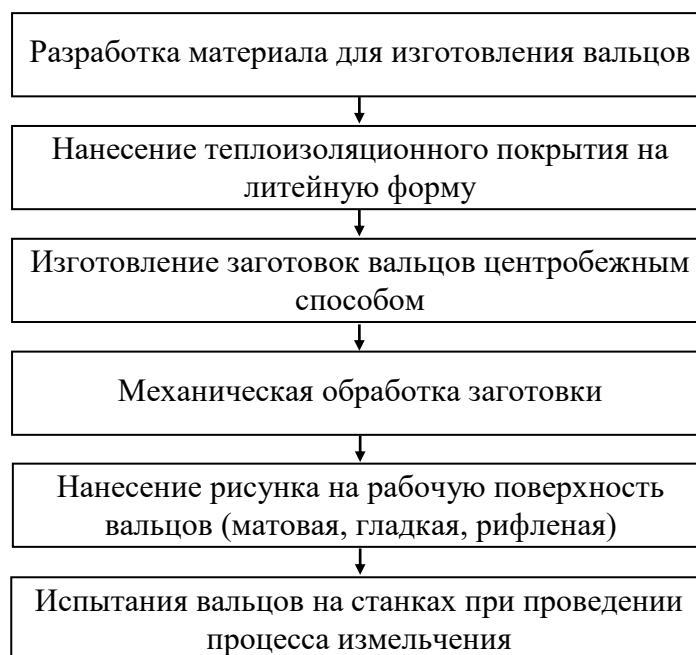 Разработка материала для изготовления вальцов
Нанесение теплоизоляционного покрытия на
литейную форму
Изготовление заготовок вальцов центробежным
способом
Механическая обработка заготовки
Нанесение рисунка на рабочую поверхность
вальцов (матовая, гладкая, рифленая)
Испытания вальцов на станках при проведении
процесса измельчения